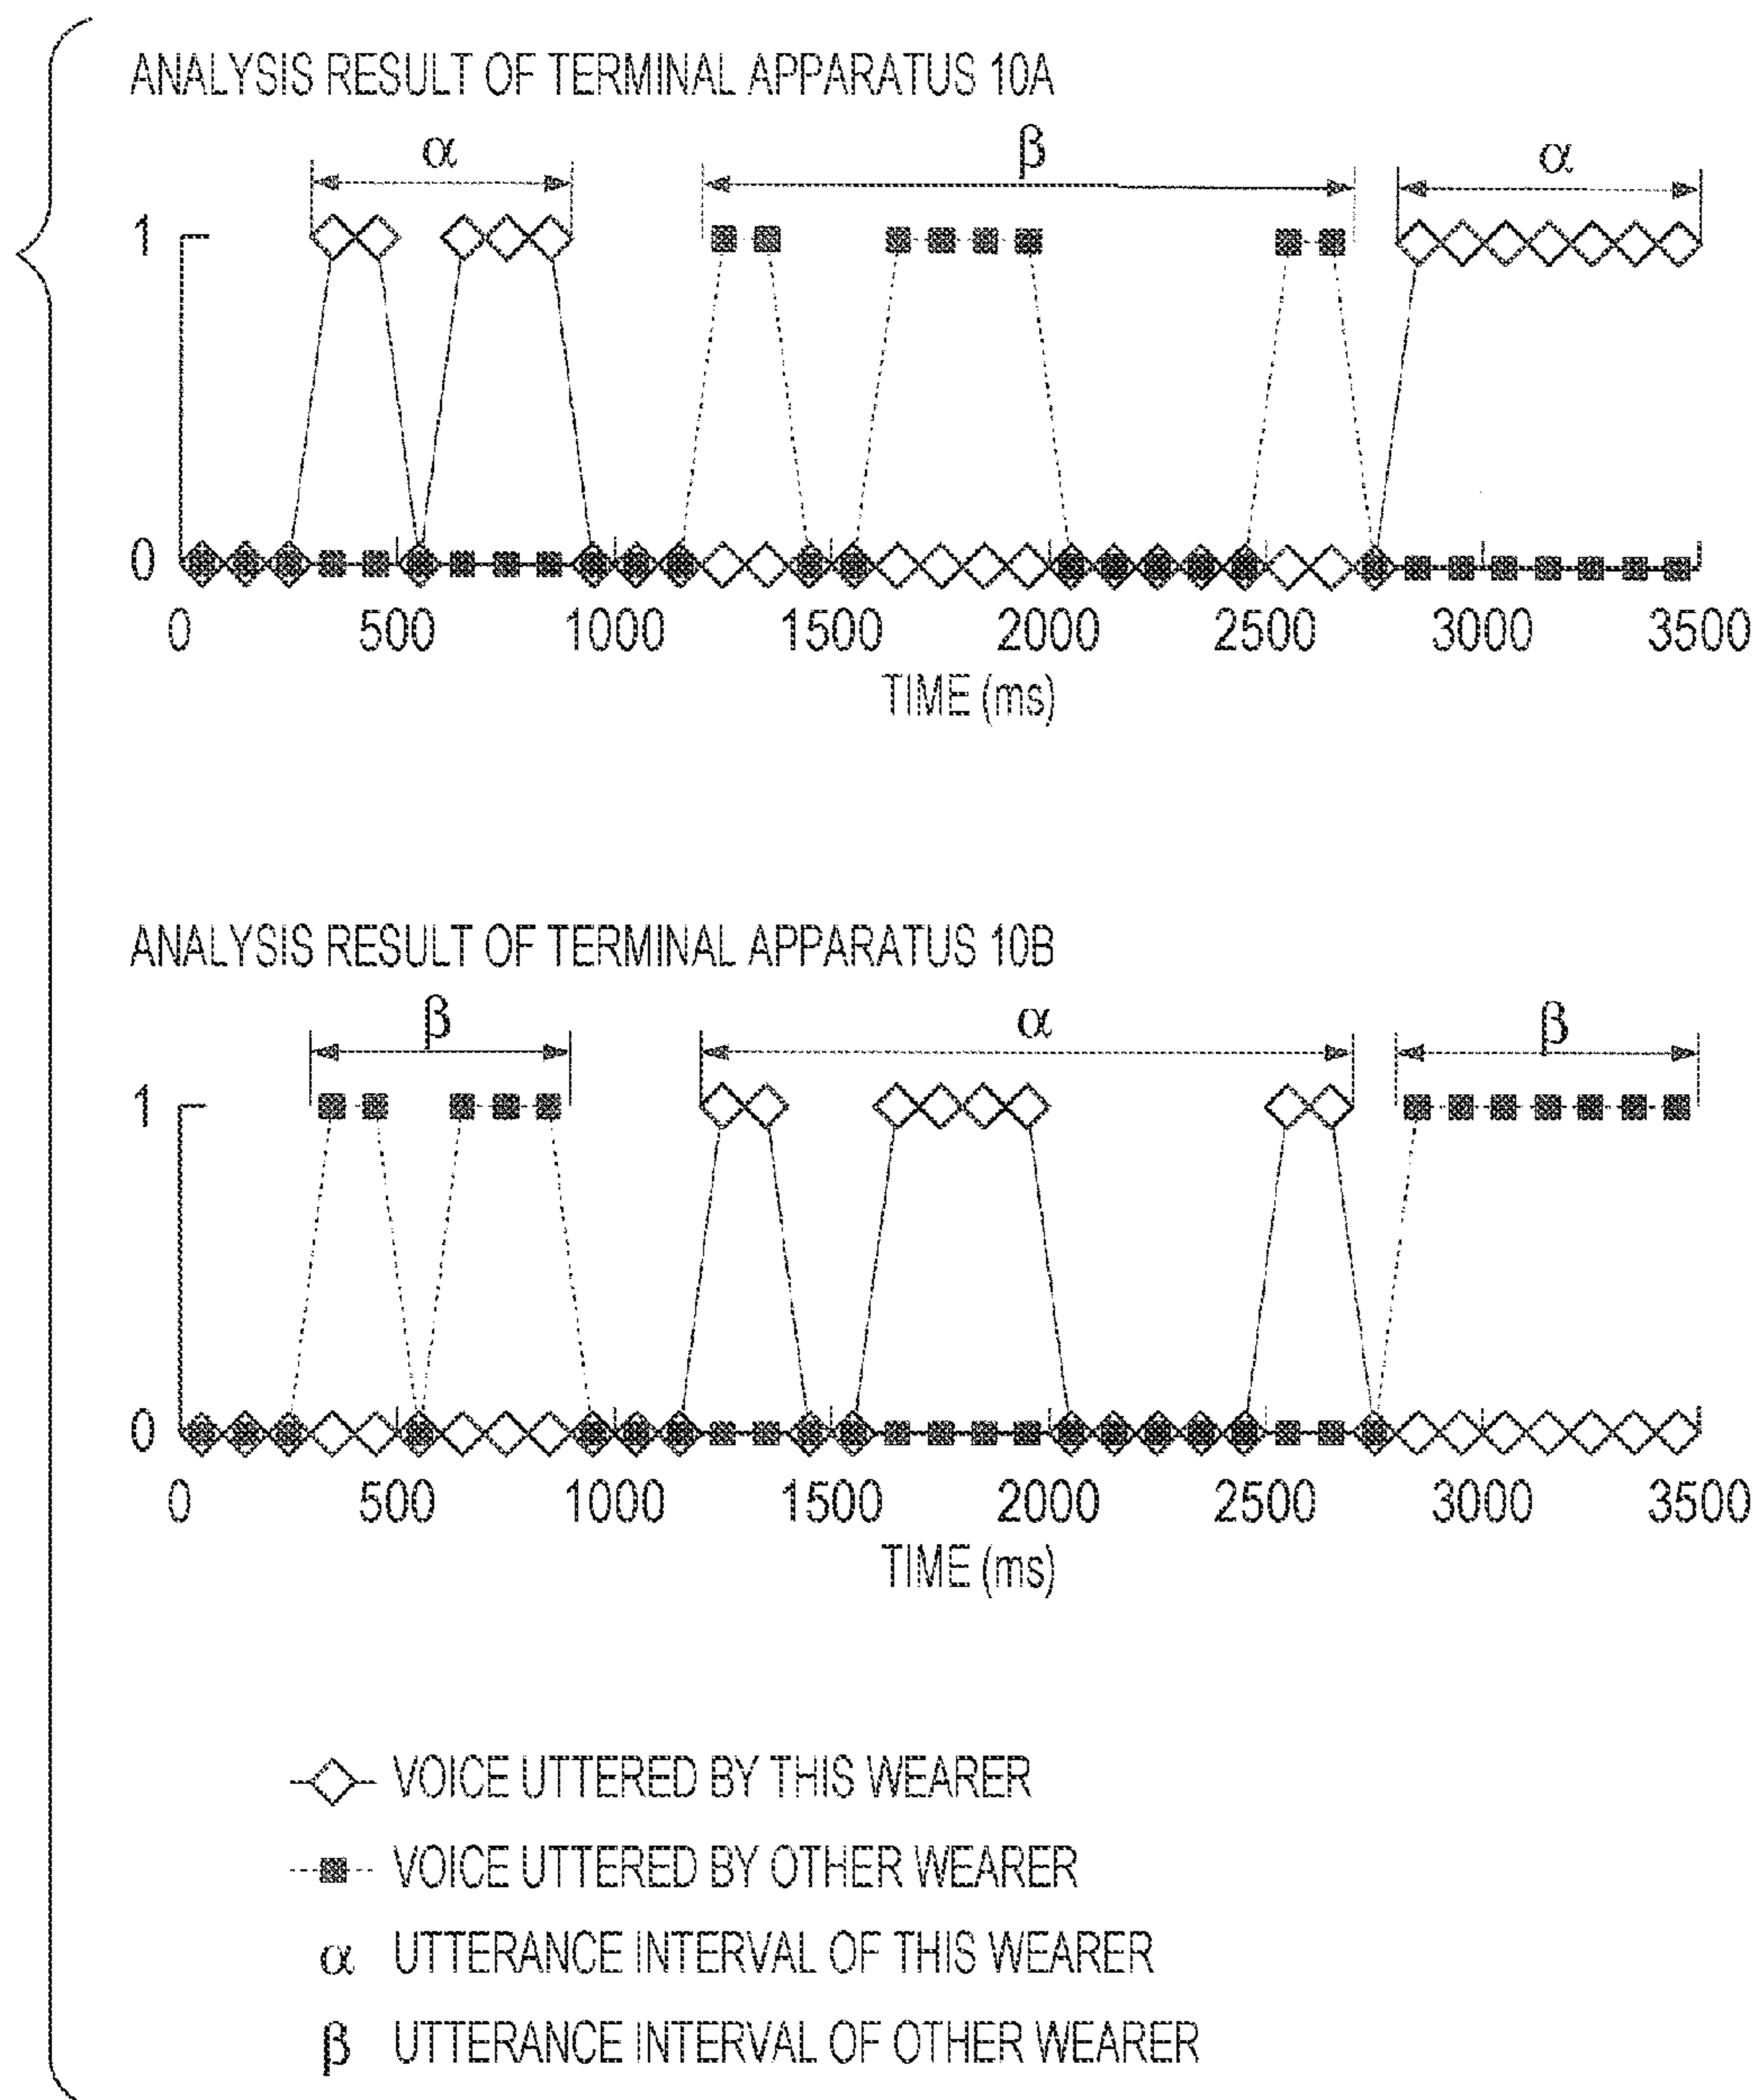 ANALYSIS RESULT OF TERMINAL APPARATUS 10A
α β α
1
0
0 500 1000 1500 2000 2500 3000 3500
TIME (ms)
ANALYSIS RESULT OF TERMINAL APPARATUS 10B
β α β
1
0
0 500 1000 1500 2000 2500 3000 3500
TIME (ms)
VOICE UTTERED BY THIS WEARER
VOICE UTTERED BY OTHER WEARER
α UTTERANCE INTERVAL OF THIS WEARER
β UTTERANCE INTERVAL OF OTHER WEARER